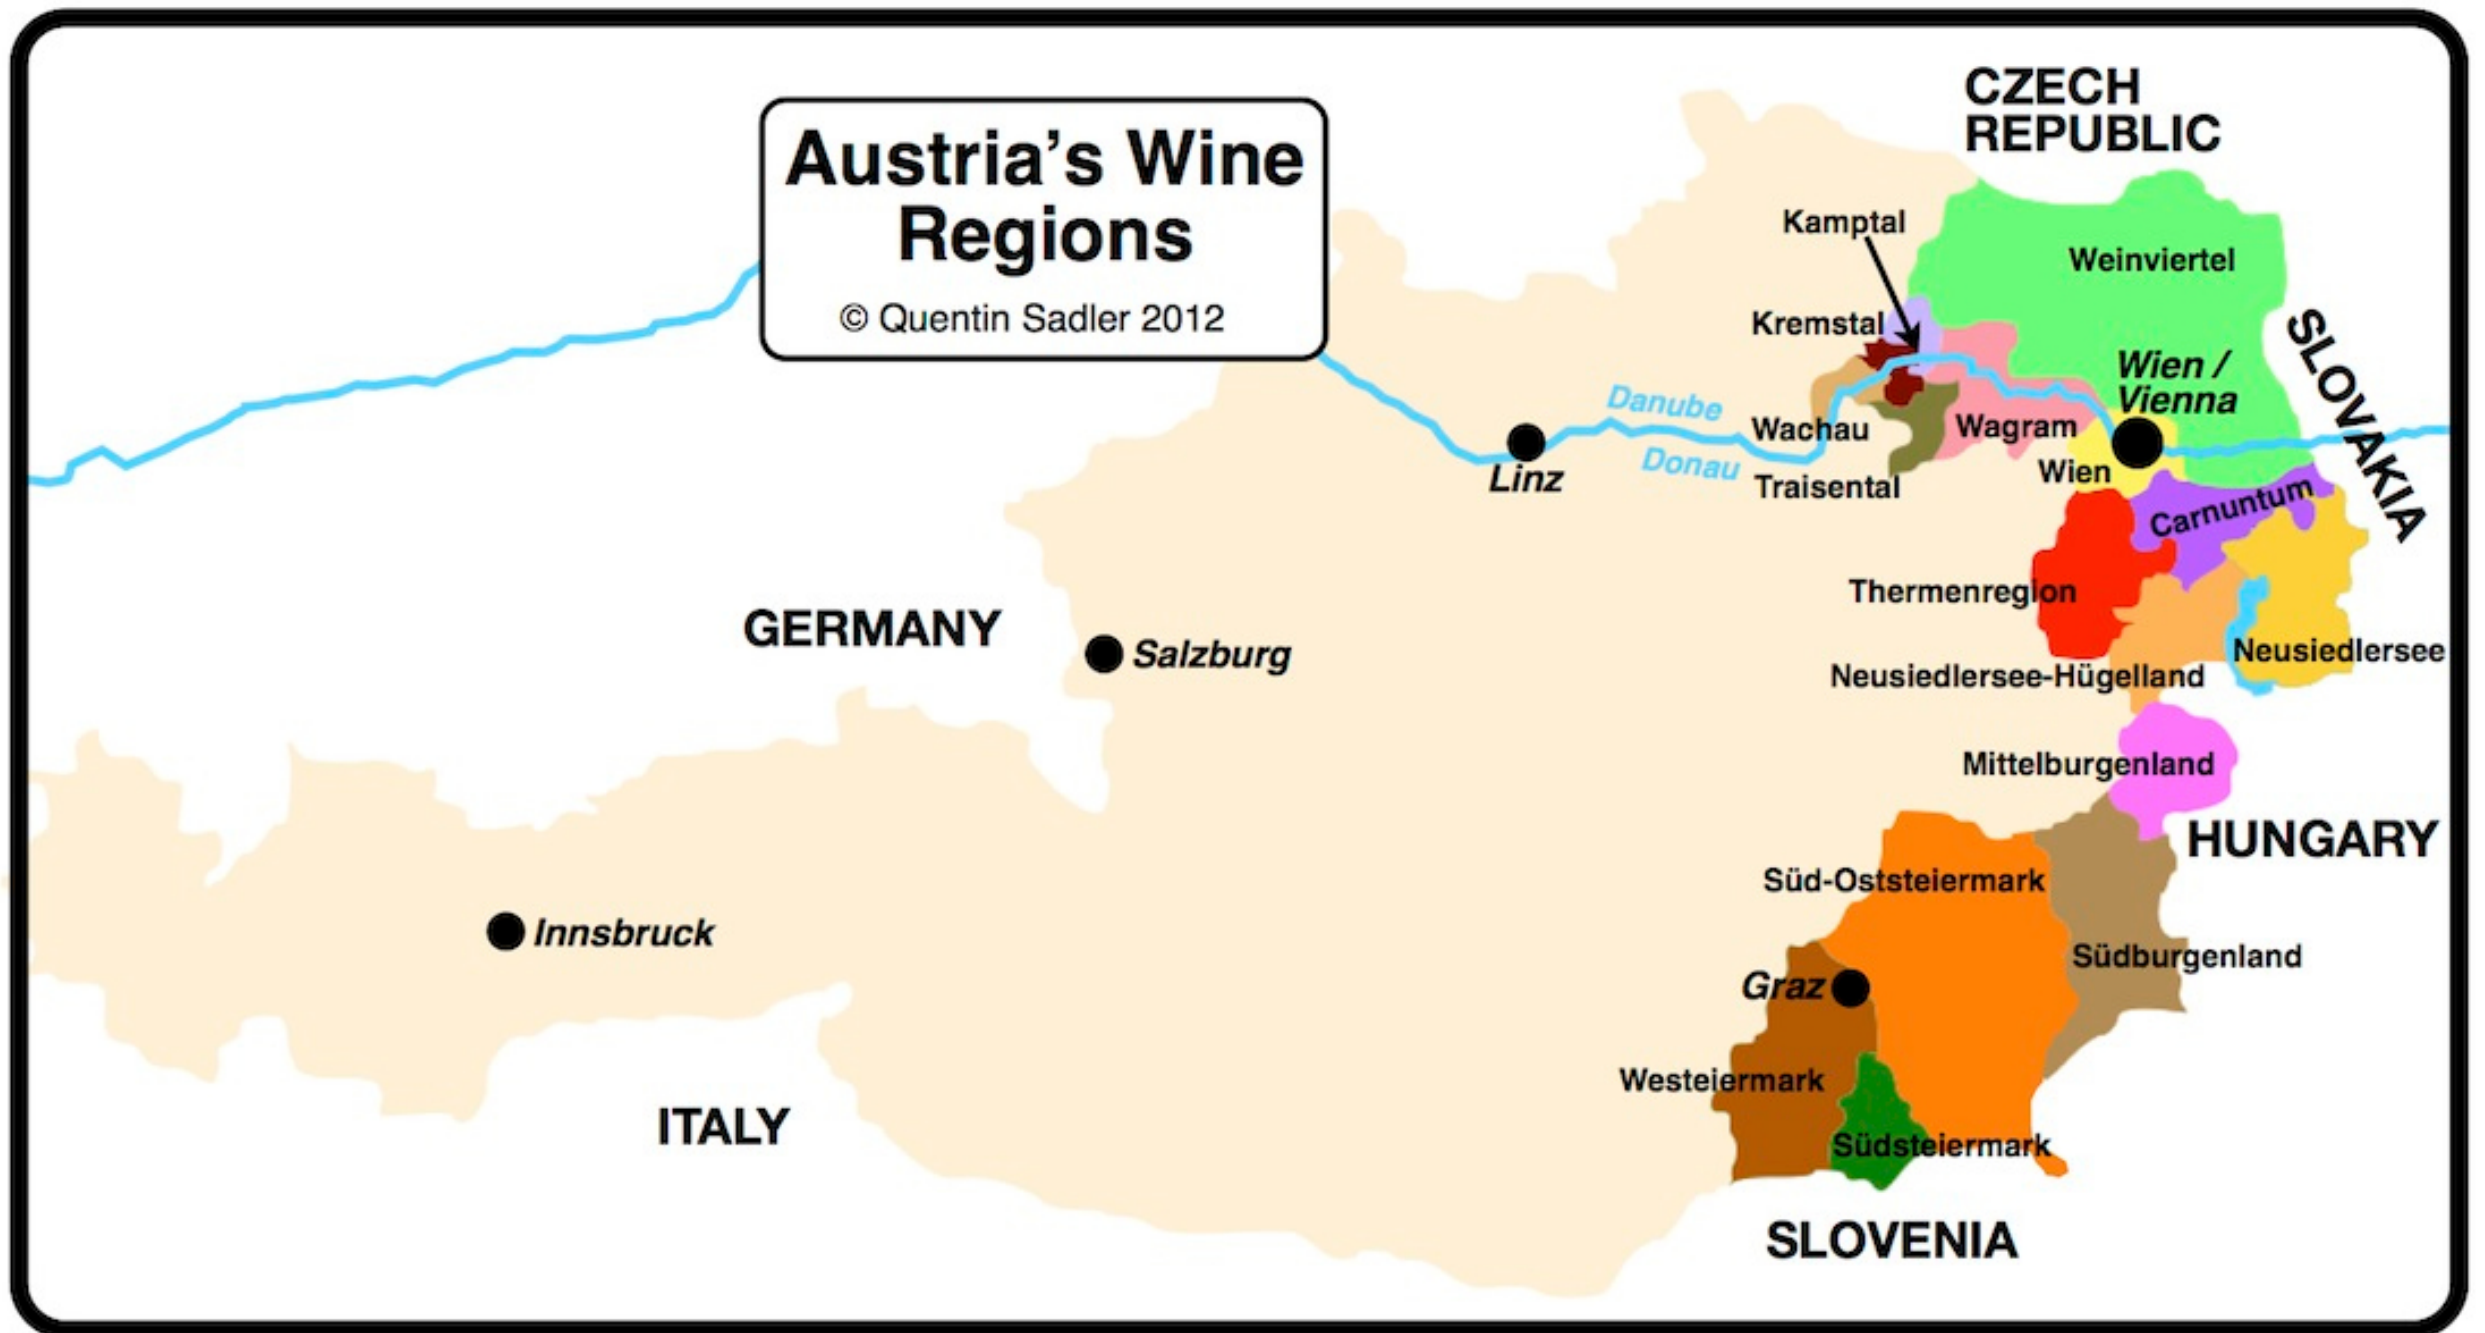 Austria's Wine
Regions
© Quentin Sadler 2012
CZECH
REPUBLIC
Kamptal
Weinviertel
Kremstal
SLOVAKIA
Wien /
Vienna
Danube
Wachau
Wagram
Donau
Linz
Traisental
Wien
Carnuntum
Thermenregion
GERMANY
Salzburg
Neusiedlersee
Neusiedlersee-Hügelland
Mittelburgenland
HUNGARY
Süd-Oststeiermark
Innsbruck
Südburgenland
Graz
Westeiermark
ITALY
Südsteiermark
SLOVENIA